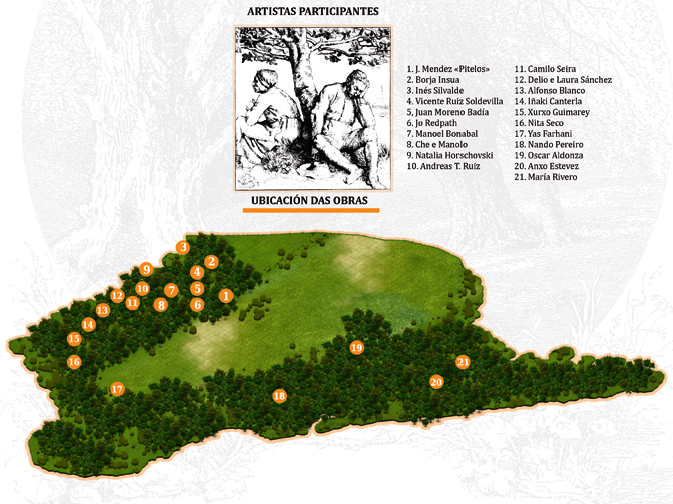 ARTISTAS PARTICIPANTES
1. J. Mendez «Pitelos»
2. Borja Insua
3. Inés Silvalde
4. Vicente Ruiz Soldevilla
5, Juan Moreno Badía
6. Jo Redpath
7. Manoel Bonabal
8. Che e Manollo
9. Natalia Horschovski
10. Andreas T. Ruiz
11. Camilo Seira
12. Delio e Laura Sánchez
13. Alfonso Blanco
14. Iñaki Canterla
15. Xurxo Guimarey
16. Nita Seco
17. Yas Farhani
18. Nando Pereiro
19. Oscar Aldonza
20. Anxo Estevez
21. María Rivero
UBICACIÓN DAS OBRAS
3
2
9
4
10
7
5
12
11
8
6
1
13
14
15
16
19
21
17
20
18